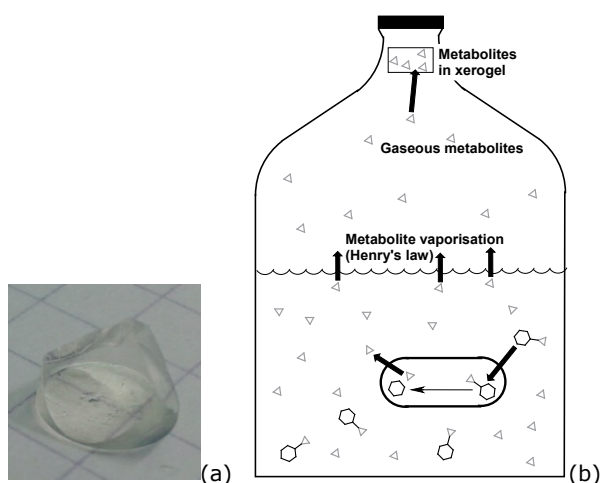 Metabolites
in xerogel
Gaseous metabolites
Metabolite vaporisation
(Henry's law)
(a)
(b)